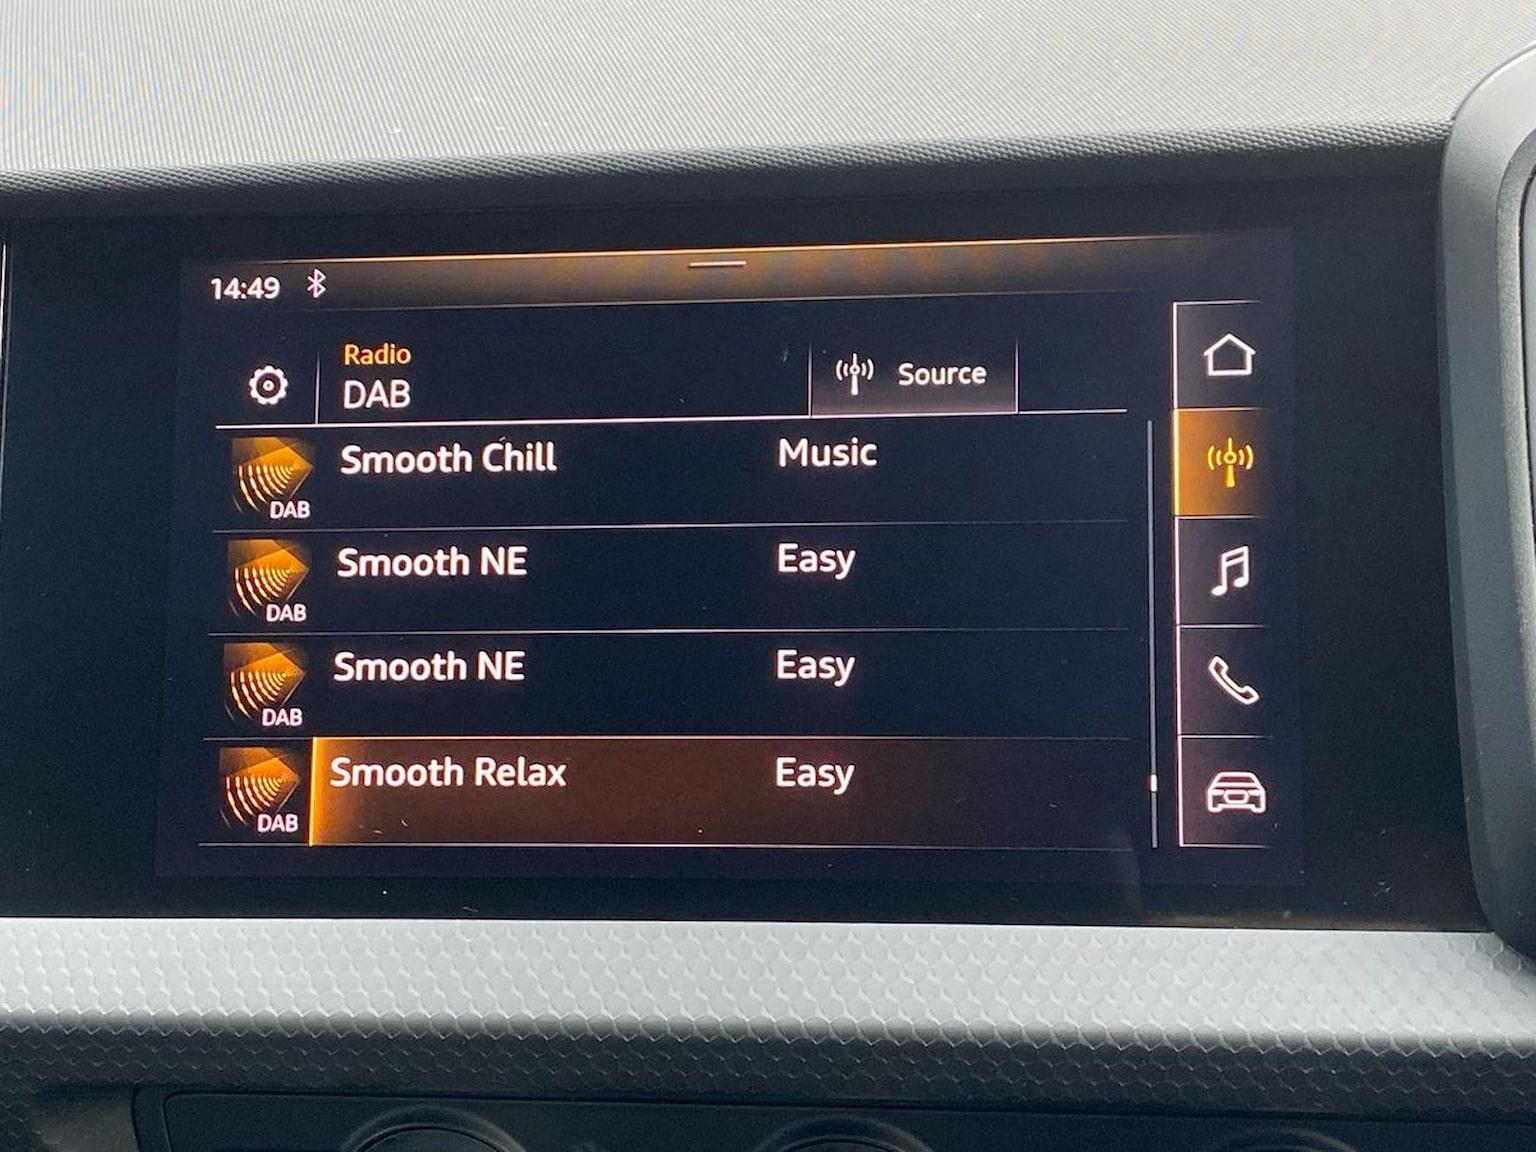 14:49
Radio
DAB
Source
Smooth Chill Music
DAB
Smooth NE Easy
DAB
Smooth NE Easy
DAB
Smooth Relax Easy
DAB